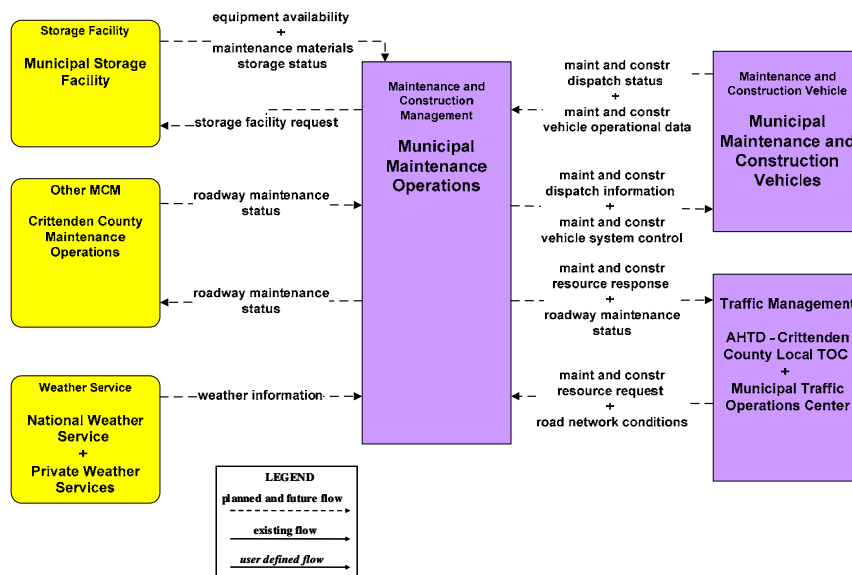 Storage Facility
Municipal Storage
Facility
equipment availability
+
maintenance materials
storage status
storage facility request
Other MCM
Crittenden County
Maintenance
Operations
roadway maintenance
status
roadway maintenance
status
Weather Service
National Weather
Service
+
Private Weather
Services
weather information
Maintenance and
Construction
Management
Municipal
Maintenance
Operations
maint and constr
dispatch status
+
maint and constr
vehicle operational data
maint and constr
dispatch information
+
maint and constr
vehicle system control
Maintenance and
Construction Vehicle
Municipal
Maintenance and
Construction
Vehicles
maint and constr
resource response
+
roadway maintenance
status
maint and constr
resource request
+
road network conditions
Traffic Management
AHTD - Crittenden
County Local TOC
+
Municipal Traffic
Operations Center
LEGEND
planned and future flow
existing flow
user defined flow